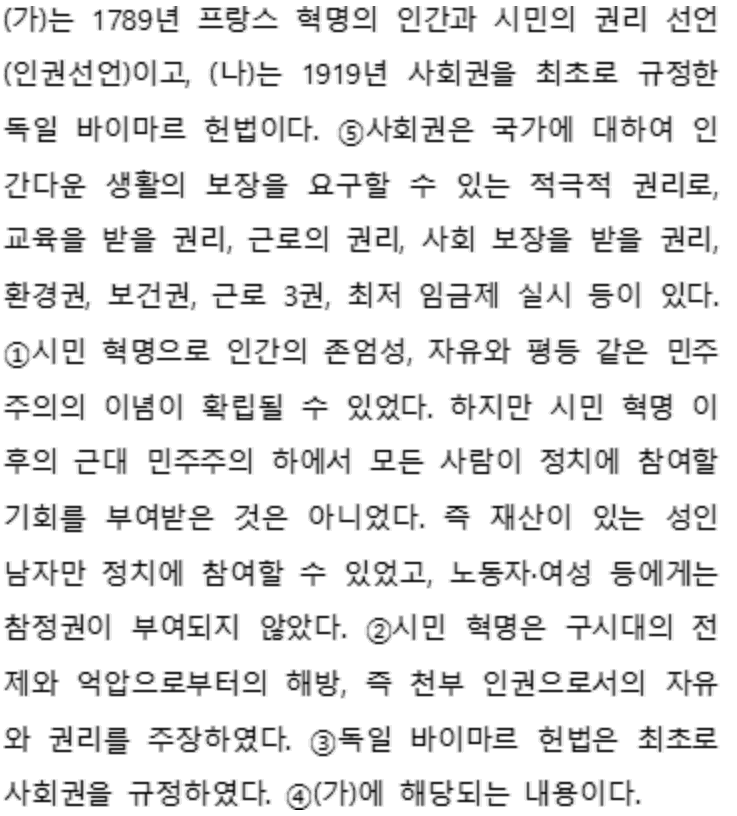 (가)는 1789년 프랑스 혁명의 인간과 시민의 권리 선언
(인권선언)이고, (나)는 1919년 사회권을 최초로 규정한
독일 바이마르 헌법이다. ⑤사회권은 국가에 대하여 인
간다운 생활의 보장을 요구할 수 있는 적극적 권리로,
교육을 받을 권리, 근로의 권리, 사회 보장을 받을 권리,
환경권, 보건권, 근로 3권, 최저 임금제 실시 등이 있다.
①시민 혁명으로 인간의 존엄성, 자유와 평등 같은 민주
주의의 이념이 확립될 수 있었다. 하지만 시민 혁명 이
후의 근대 민주주의 하에서 모든 사람이 정치에 참여할
기회를 부여받은 것은 아니었다. 즉 재산이 있는 성인
남자만 정치에 참여할 수 있었고, 노동자·여성 등에게는
참정권이 부여되지 않았다. ②시민 혁명은 구시대의 전
제와 억압으로부터의 해방, 즉 천부 인권으로서의 자유
와 권리를 주장하였다. ③독일 바이마르 헌법은 최초로
사회권을 규정하였다. ④(가)에 해당되는 내용이다.